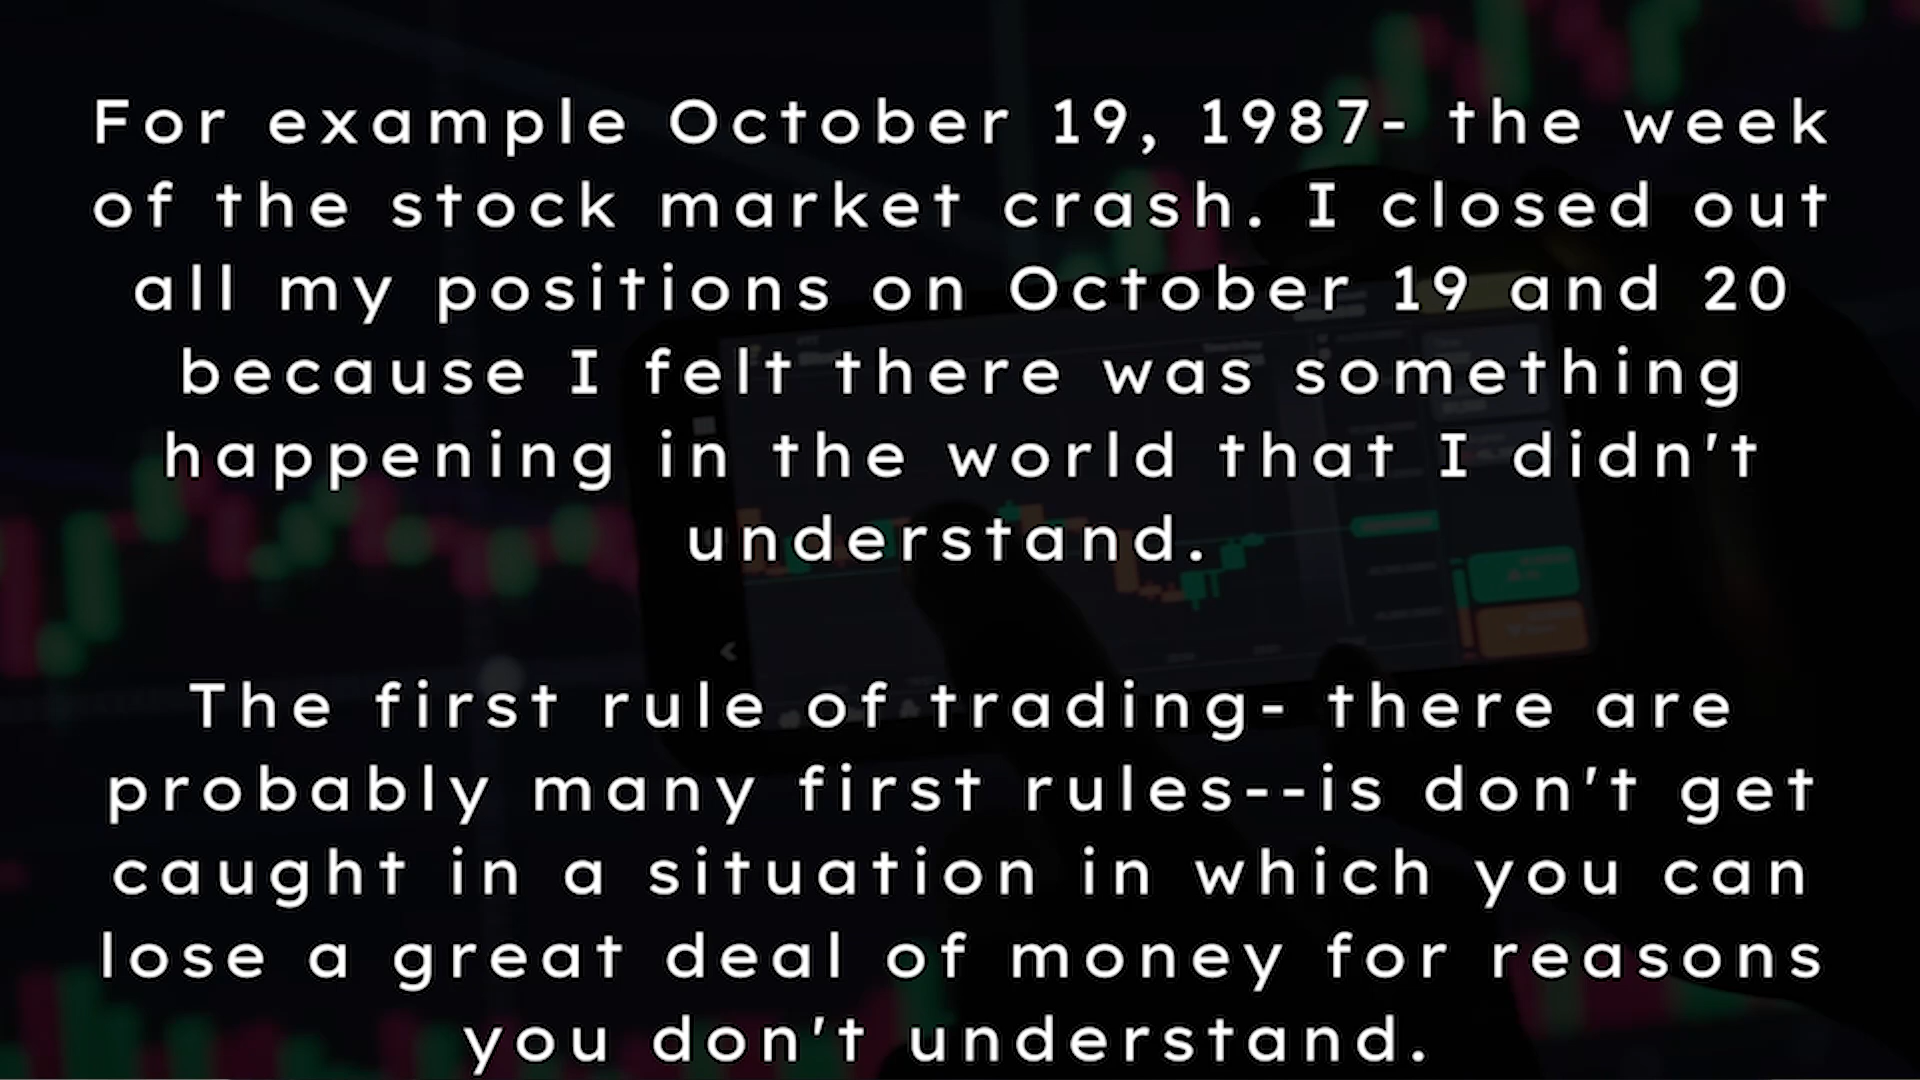 For example October 19, 1987- the week
of the stock market crash. I closed out
all my positions on October 19 and 20
because I felt there was something
happening in the world that I didn't
understand.
The first rule of trading- there are
probably many first rules--is don't get
caught in a situation in which you can
lose a great deal of money for reasons
you don't understand.